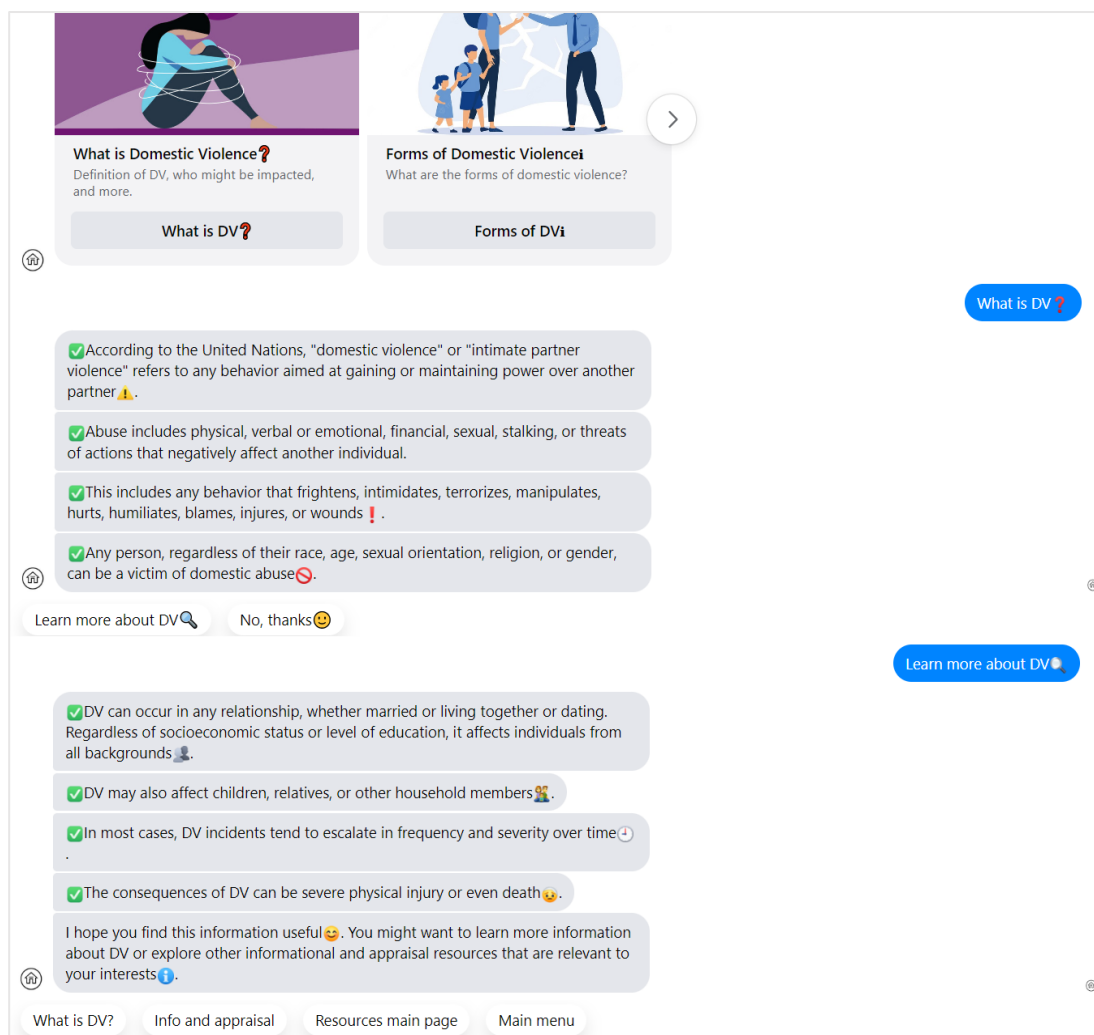 What is Domestic Violence❓
Definition of DV, who might be impacted,
and more.
What is DV❓
Forms of Domestic Violenceℹ
What are the forms of domestic violence?
Forms of DVℹ
What is DV❓
✅According to the United Nations, "domestic violence" or "intimate partner
violence" refers to any behavior aimed at gaining or maintaining power over another
partner⚠️.
✅Abuse includes physical, verbal or emotional, financial, sexual, stalking, or threats
of actions that negatively affect another individual.
✅This includes any behavior that frightens, intimidates, terrorizes, manipulates,
hurts, humiliates, blames, injures, or wounds❗.
✅Any person, regardless of their race, age, sexual orientation, religion, or gender,
can be a victim of domestic abuse🚫.
Learn more about DV🔍
No, thanks🙂
Learn more about DV🔍
✅DV can occur in any relationship, whether married or living together or dating.
Regardless of socioeconomic status or level of education, it affects individuals from
all backgrounds👥.
✅DV may also affect children, relatives, or other household members👨‍👩‍👧‍👦.
✅In most cases, DV incidents tend to escalate in frequency and severity over time🕘
.
✅The consequences of DV can be severe physical injury or even death🤕.
I hope you find this information useful😊. You might want to learn more information
about DV or explore other informational and appraisal resources that are relevant to
your interestsℹ️.
What is DV?
Info and appraisal
Resources main page
Main menu